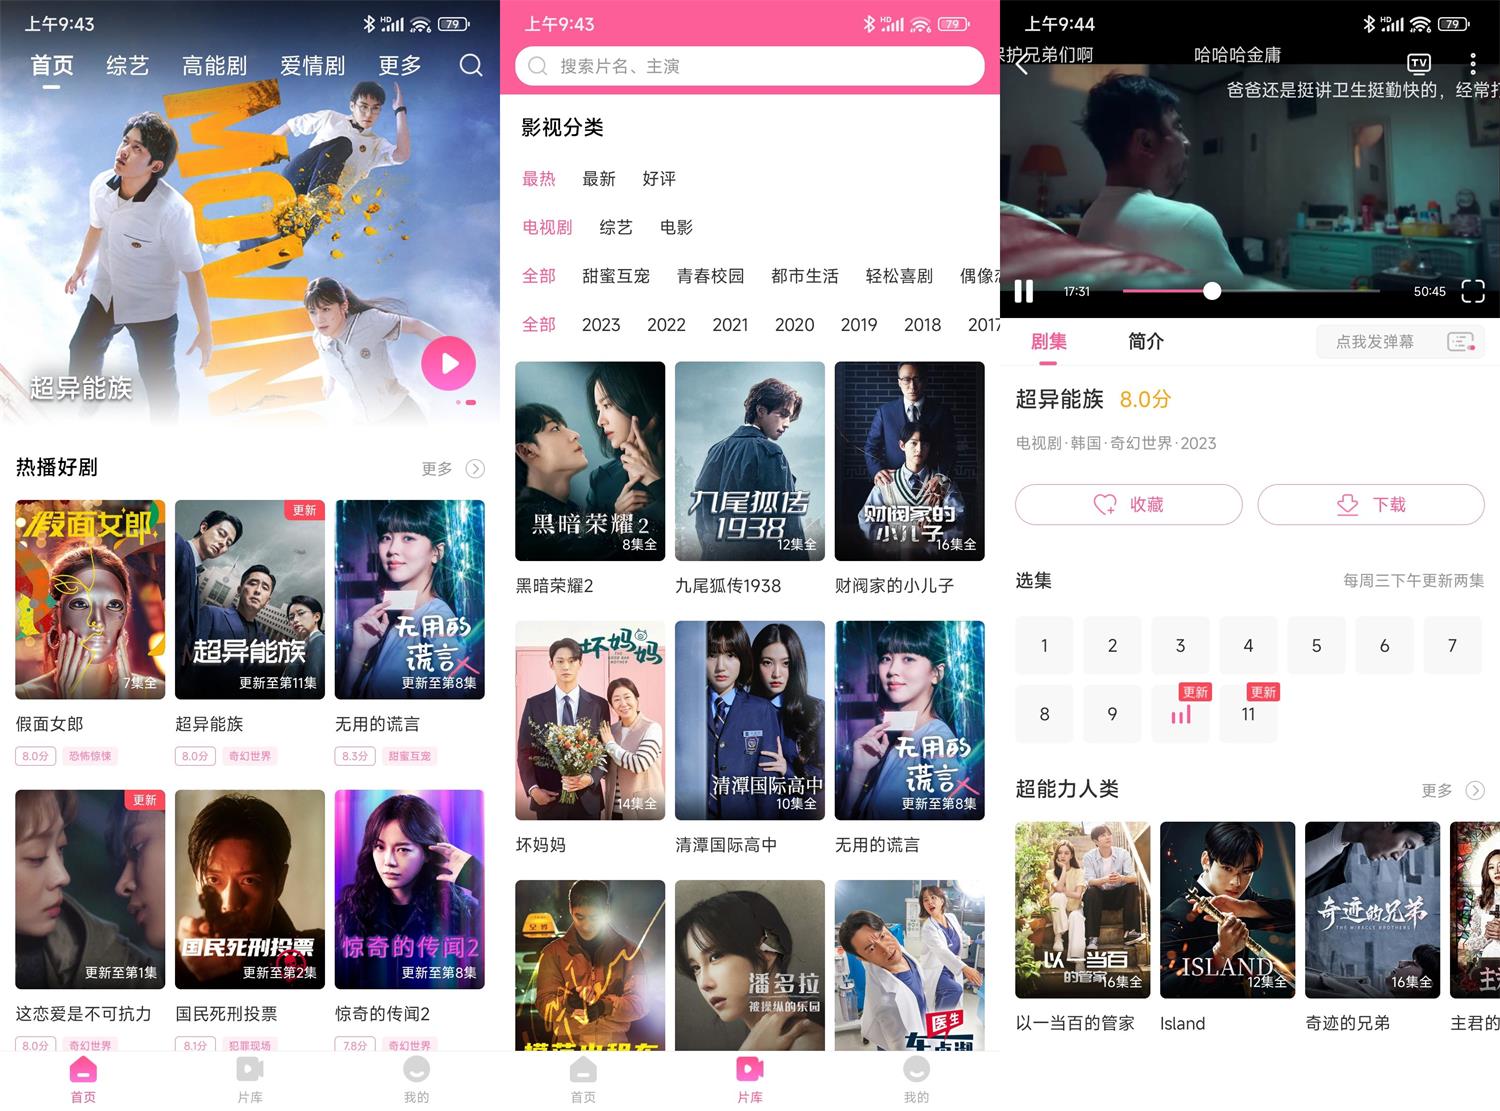 上午9:43
HD
79
首页
综艺
高能剧
爱情剧
更多
MOVING
超异能族
热播好剧
更多
假面女郎
7集全
更新
超异能族
更新至第11集
无用的谎言
更新至第8集
假面女郎
超异能族
无用的谎言
8.0分
恐怖惊悚
8.0分
奇幻世界
8.3分
甜蜜互宠
更新
更新至第1集
国民死刑投票
更新至第2集
惊奇的传闻2
更新至第8集
这恋爱是不可抗力
国民死刑投票
惊奇的传闻2
8.0分
奇幻世界
8.1分
犯罪现场
7.8分
奇幻世界
首页
片库
我的
上午9:43
HD
79
搜索片名、主演
影视分类
最热
最新
好评
电视剧
综艺
电影
全部
甜蜜互宠
青春校园
都市生活
轻松喜剧
偶像恋
全部
2023
2022
2021
2020
2019
2018
2017
黑暗荣耀2
8集全
九尾狐传
1938
12集全
财阀家的
小儿子
16集全
黑暗荣耀2
九尾狐传1938
财阀家的小儿子
坏妈妈
THE GOOD BAD MOTHER
14集全
清潭国际高中
10集全
无用的谎言
更新至第8集
坏妈妈
清潭国际高中
无用的谎言
模范出租车
潘多拉
被操纵的乐园
医生
车贞淑
首页
片库
我的
上午9:44
HD
79
保护兄弟们啊
哈哈哈金庸
TV
爸爸还是挺讲卫生挺勤快的，经常打
17:31
50:45
剧集
简介
点我发弹幕
超异能族
8.0分
电视剧·韩国·奇幻世界·2023
收藏
下载
选集
每周三下午更新两集
1
2
3
4
5
6
7
8
9
更新
更新
11
超能力人类
更多
以一当百
的管家
16集全
ISLAND
12集全
奇迹的兄弟
THE MIRACLE BROTHERS
16集全
主
以一当百的管家
Island
奇迹的兄弟
主君的